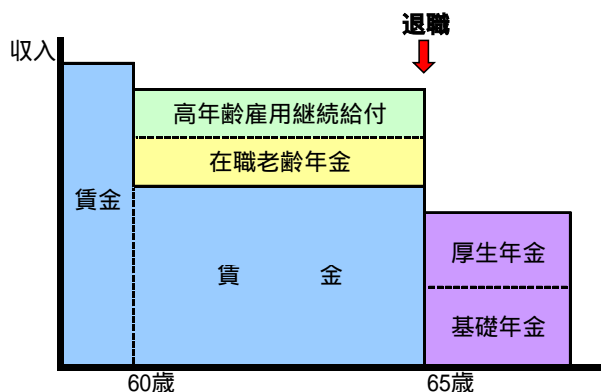 退職
収入
高年齢雇用継続給付
在職老齢年金
賃金
賃 金
厚生年金
基礎年金
60歳
65歳